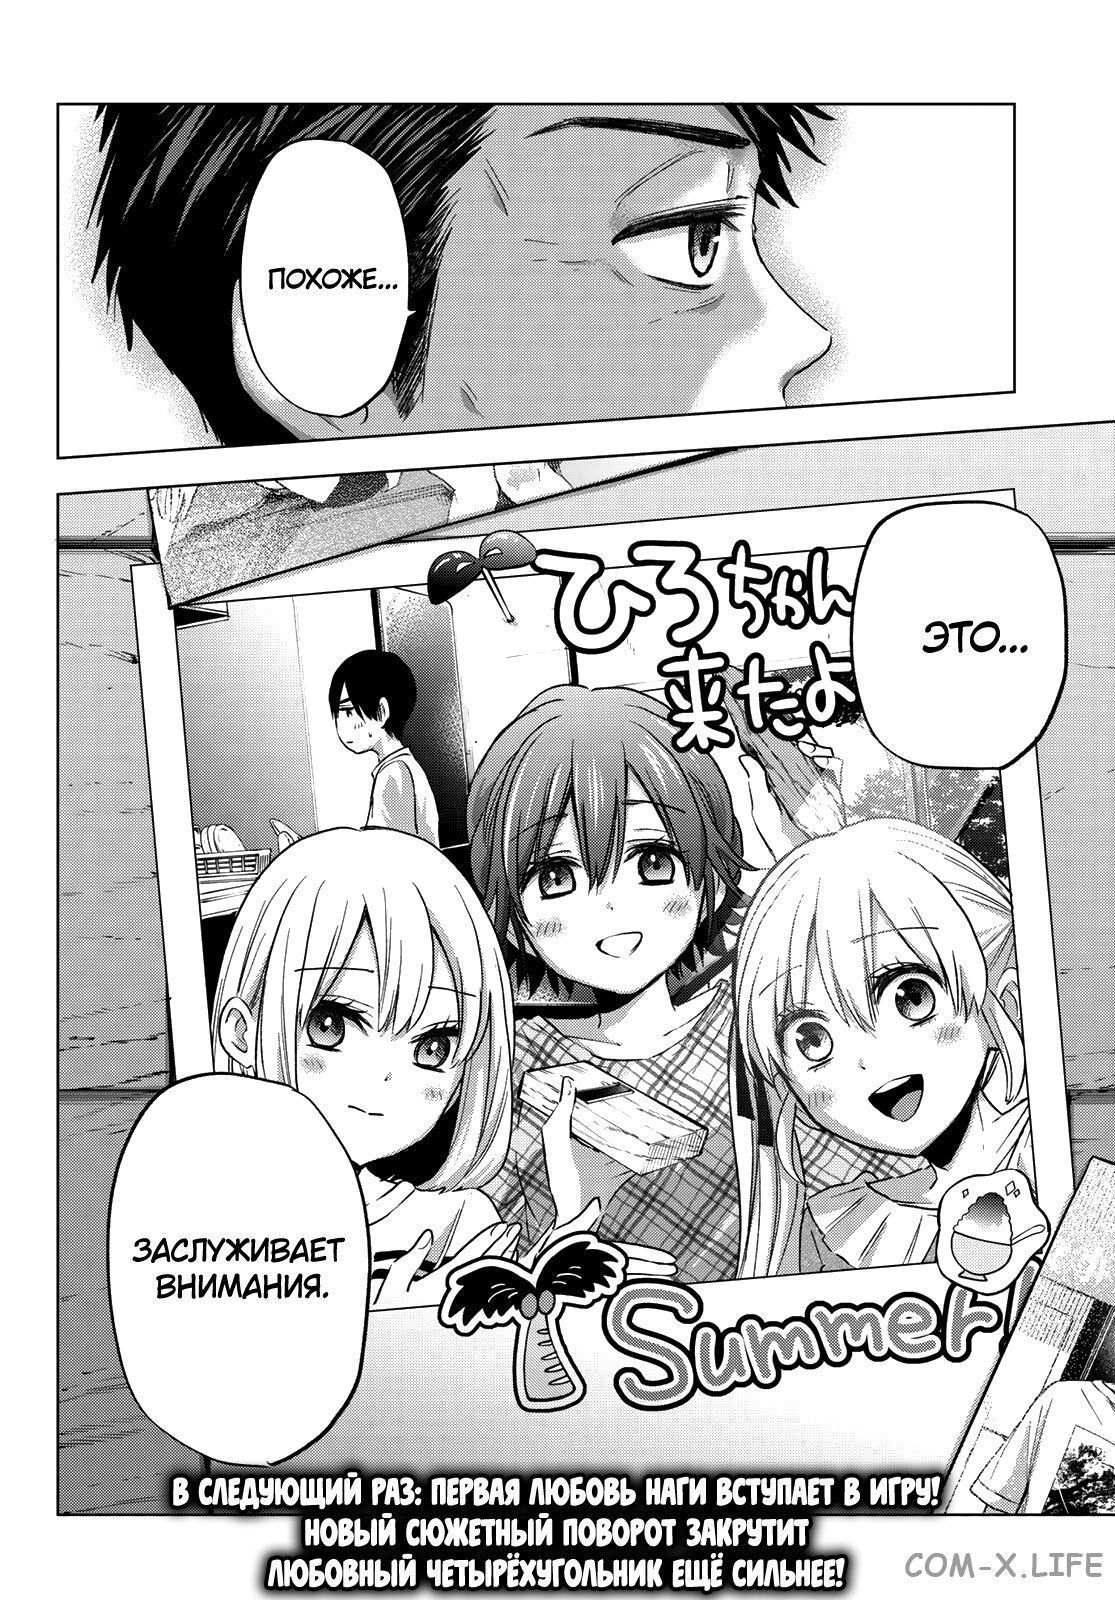 ПОХОЖЕ...
ひろちゃん
来たよ
ЭТО...
ЗАСЛУЖИВАЕТ
ВНИМАНИЯ.
Summer
В СЛЕДУЮЩИЙ РАЗ: ПЕРВАЯ ЛЮБОВЬ НАГИ ВСТУПАЕТ В ИГРУ!
НОВЫЙ СЮЖЕТНЫЙ ПОВОРОТ ЗАКРУТИТ
ЛЮБОВНЫЙ ЧЕТЫРЁХУГОЛЬНИК ЕЩЁ СИЛЬНЕЕ!
COM-X.LIFE